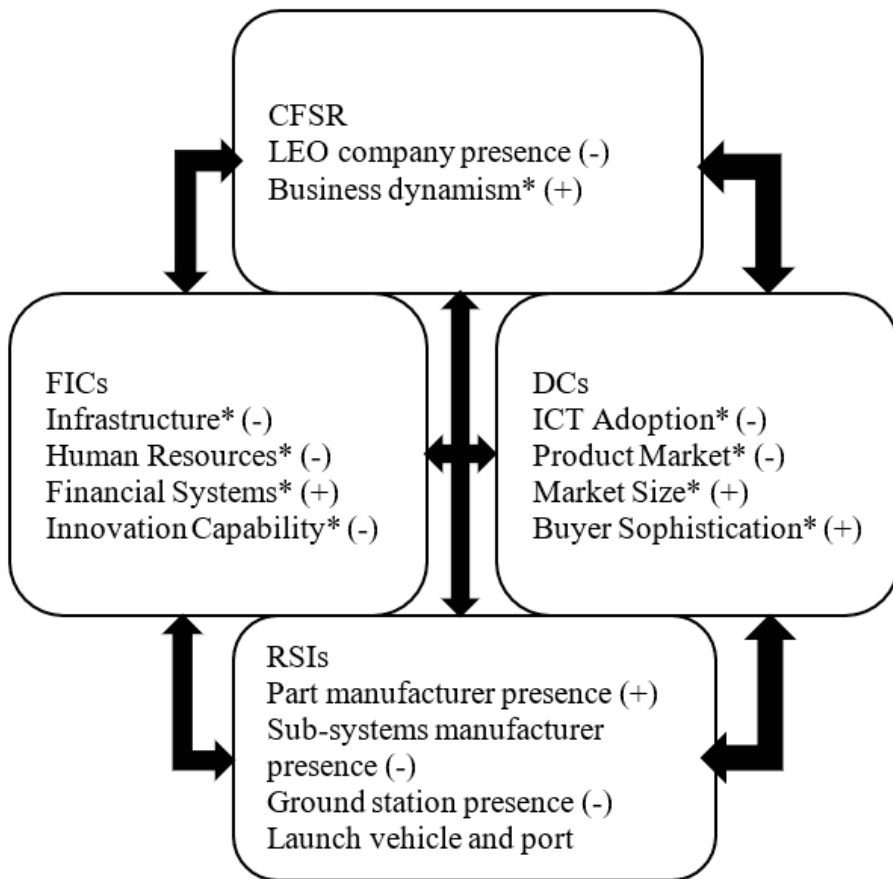 CFSR
LEO company presence (-)
Business dynamism* (+)
FICs
Infrastructure* (-)
Human Resources* (-)
Financial Systems* (+)
Innovation Capability* (-)
DCs
ICT Adoption* (-)
Product Market* (-)
Market Size* (+)
Buyer Sophistication* (+)
RSIs
Part manufacturer presence (+)
Sub-systems manufacturer
presence (-)
Ground station presence (-)
Launch vehicle and port